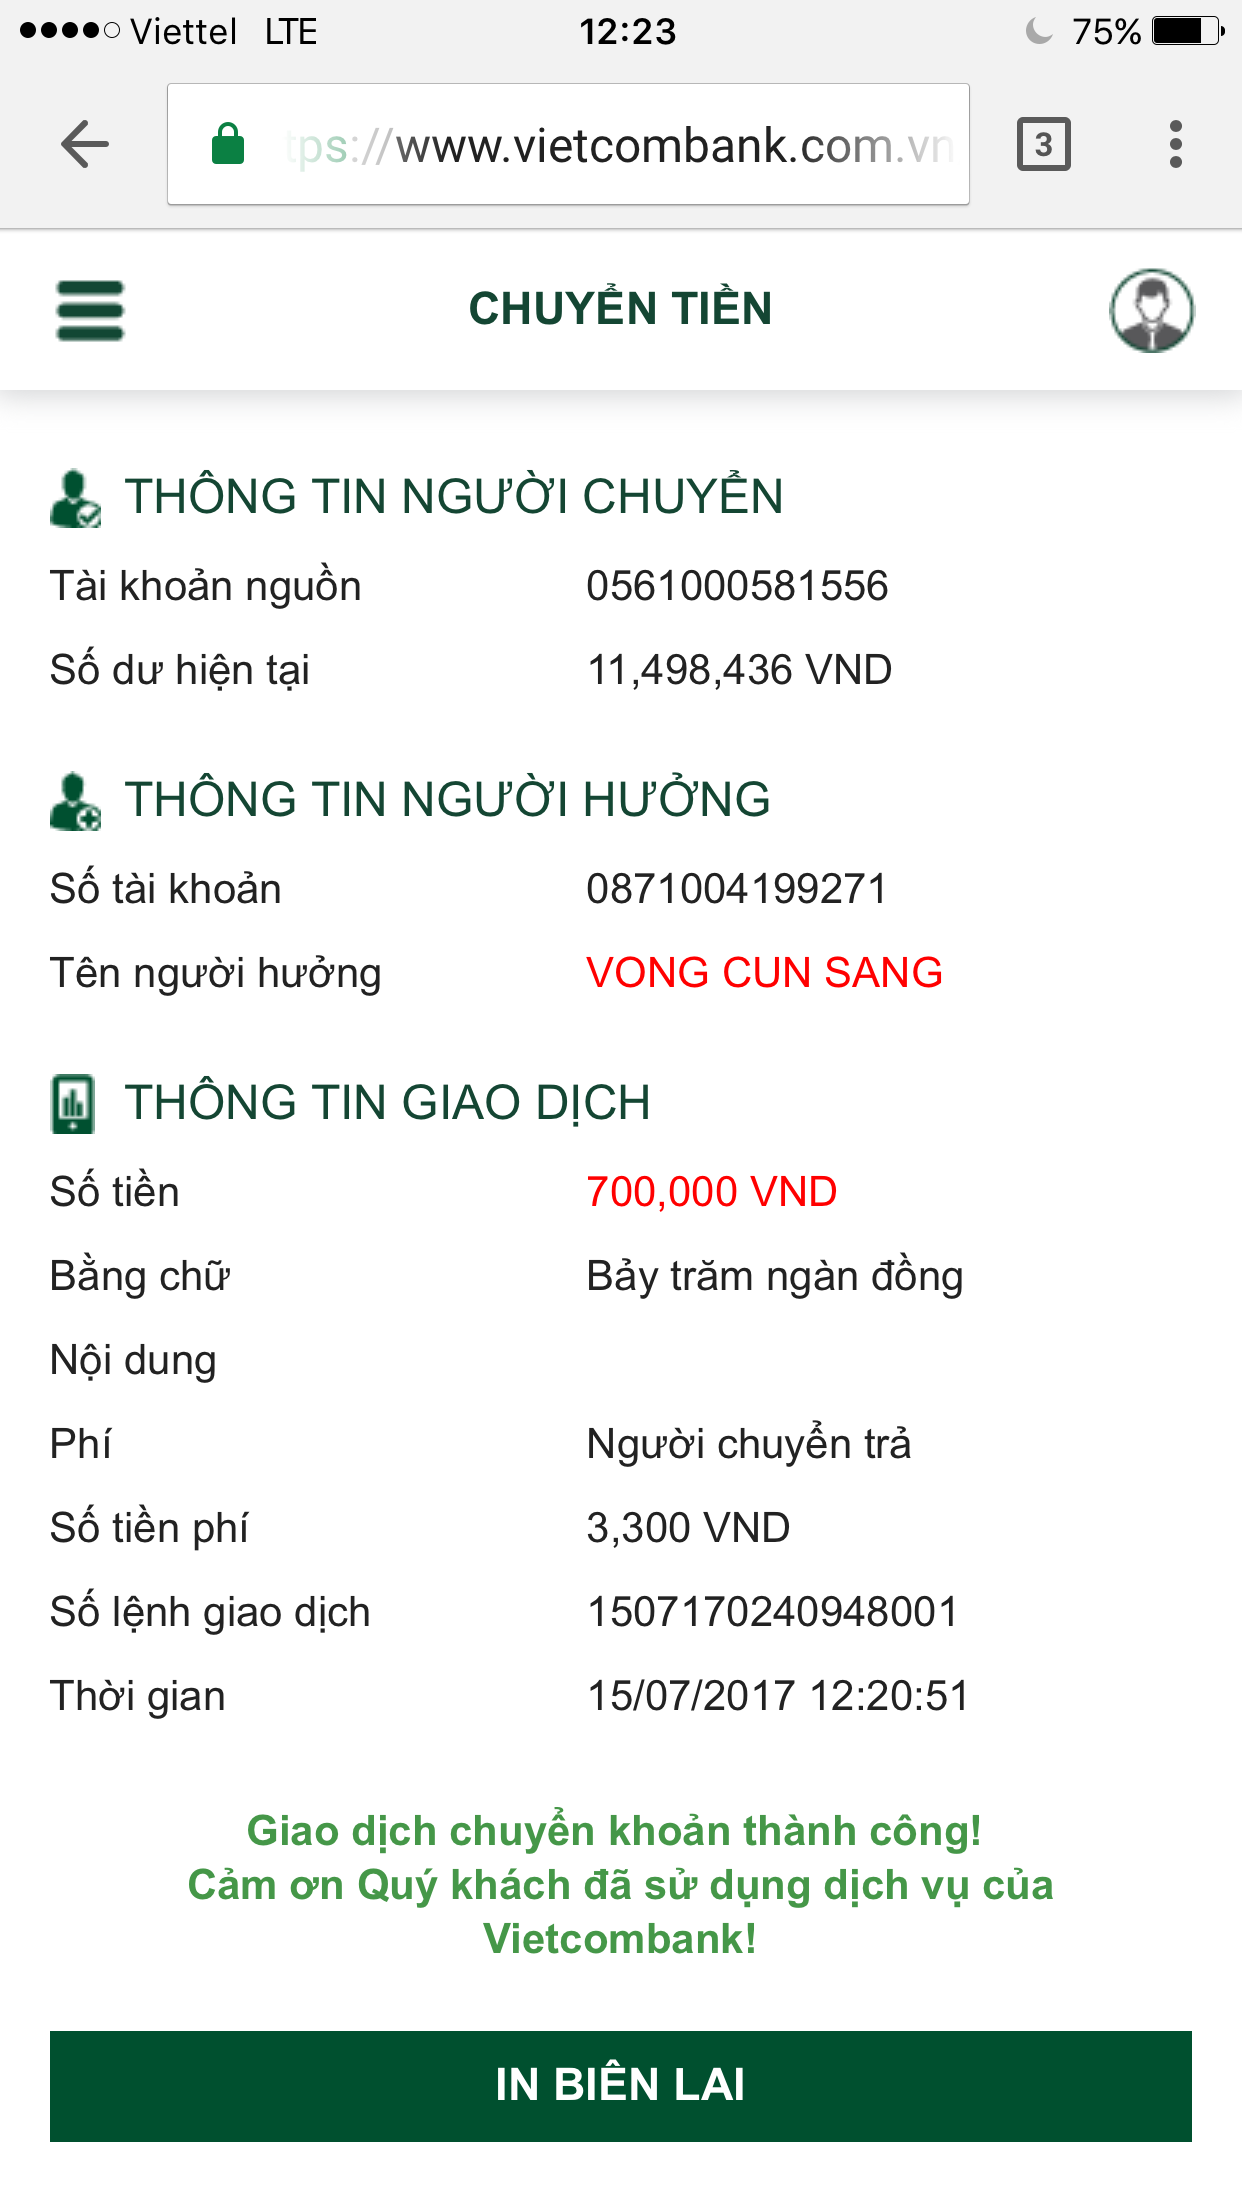 Viettel LTE 12:23 75%
tps://www.vietcombank.com.vn 3
CHUYỂN TIỀN
THÔNG TIN NGƯỜI CHUYỂN
Tài khoản nguồn 0561000581556
Số dư hiện tại 11,498,436 VND
THÔNG TIN NGƯỜI HƯỞNG
Số tài khoản 0871004199271
Tên người hưởng VONG CUN SANG
THÔNG TIN GIAO DỊCH
Số tiền 700,000 VND
Bằng chữ Bảy trăm ngàn đồng
Nội dung
Phí Người chuyển trả
Số tiền phí 3,300 VND
Số lệnh giao dịch 1507170240948001
Thời gian 15/07/2017 12:20:51
Giao dịch chuyển khoản thành công!
Cảm ơn Quý khách đã sử dụng dịch vụ của
Vietcombank!
IN BIÊN LAI